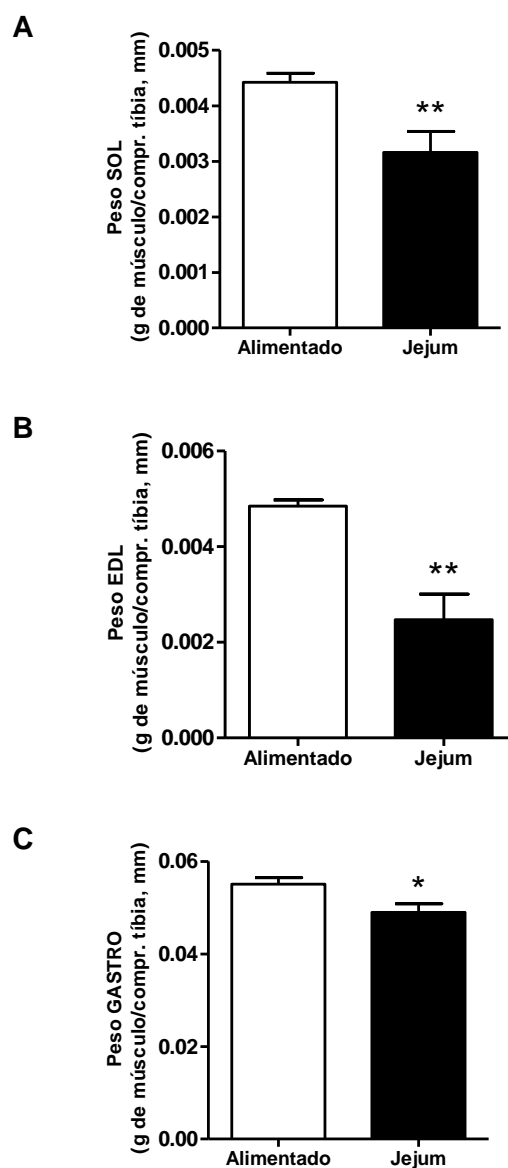 A
Peso SOL
(g de músculo/compr. tíbia, mm)
0.005
0.004
0.003
0.002
0.001
0.000
**
Alimentado Jejum
B
Peso EDL
(g de músculo/compr. tíbia, mm)
0.006
0.004
0.002
0.000
**
Alimentado Jejum
C
Peso GASTRO
(g de músculo/compr. tíbia, mm)
0.06
0.04
0.02
0.00
*
Alimentado Jejum